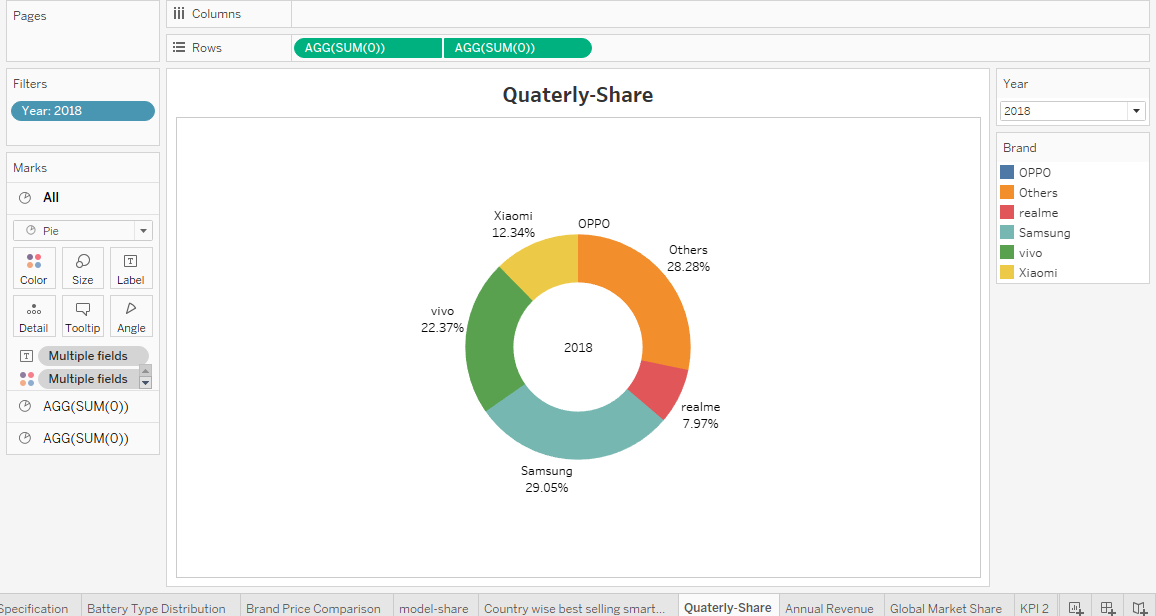 Pages
Columns
Rows
AGG(SUM(0))
AGG(SUM(0))
Filters
Year: 2018
Marks
All
Pie
Color
Size
Label
Detail
Tooltip
Angle
Multiple fields
Multiple fields
AGG(SUM(0))
AGG(SUM(0))
Quaterly-Share
Xiaomi
12.34%
OPPO
Others
28.28%
vivo
22.37%
2018
realme
7.97%
Samsung
29.05%
Year
2018
Brand
OPPO
Others
realme
Samsung
vivo
Xiaomi
Specification
Battery Type Distribution
Brand Price Comparison
model-share
Country wise best selling smart...
Quaterly-Share
Annual Revenue
Global Market Share
KPI 2